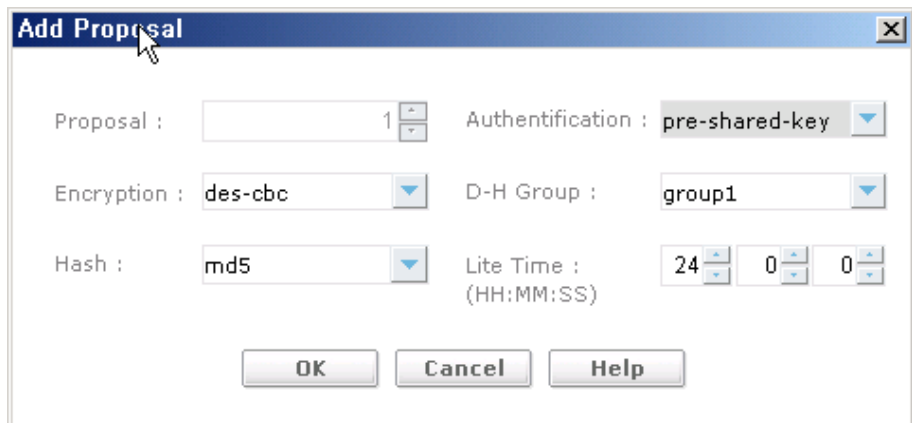 Add Proposal
Proposal : 1 Authentification : pre-shared-key
Encryption : des-cbc D-H Group : group1
Hash : md5 Lite Time : 24 0 0
(HH:MM:SS)
OK Cancel Help